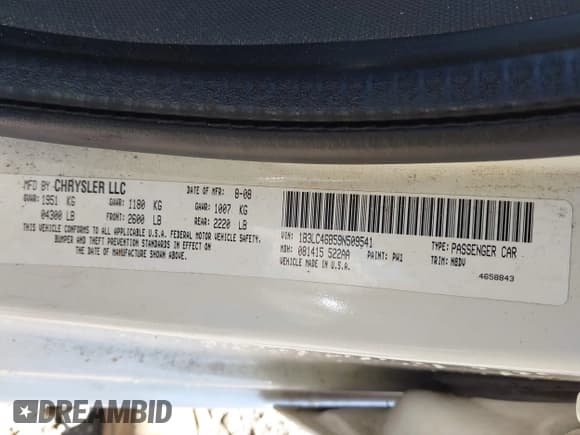 MFD BY CHRYSLER LLC DATE OF MFR 8-08
GVWR: 1951 KG GAWR: 1180 KG GAWR: 1007 KG
04300 LB FRONT: 2600 LB REAR: 2220 LB
THIS VEHICLE CONFORMS TO ALL APPLICABLE U.S.A. FEDERAL MOTOR VEHICLE SAFETY,
BUMPER AND THEFT PREVENTION STANDARDS IN EFFECT ON
THE DATE OF MANUFACTURE SHOWN ABOVE.
VIN: 1B3LC46B59N509541 TYPE: PASSENGER CAR
MDH: 081415 522AA PAINT: PW1 TRIM: MBDV
VEHICLE MADE IN U.S.A. 4658843
DREAMBID